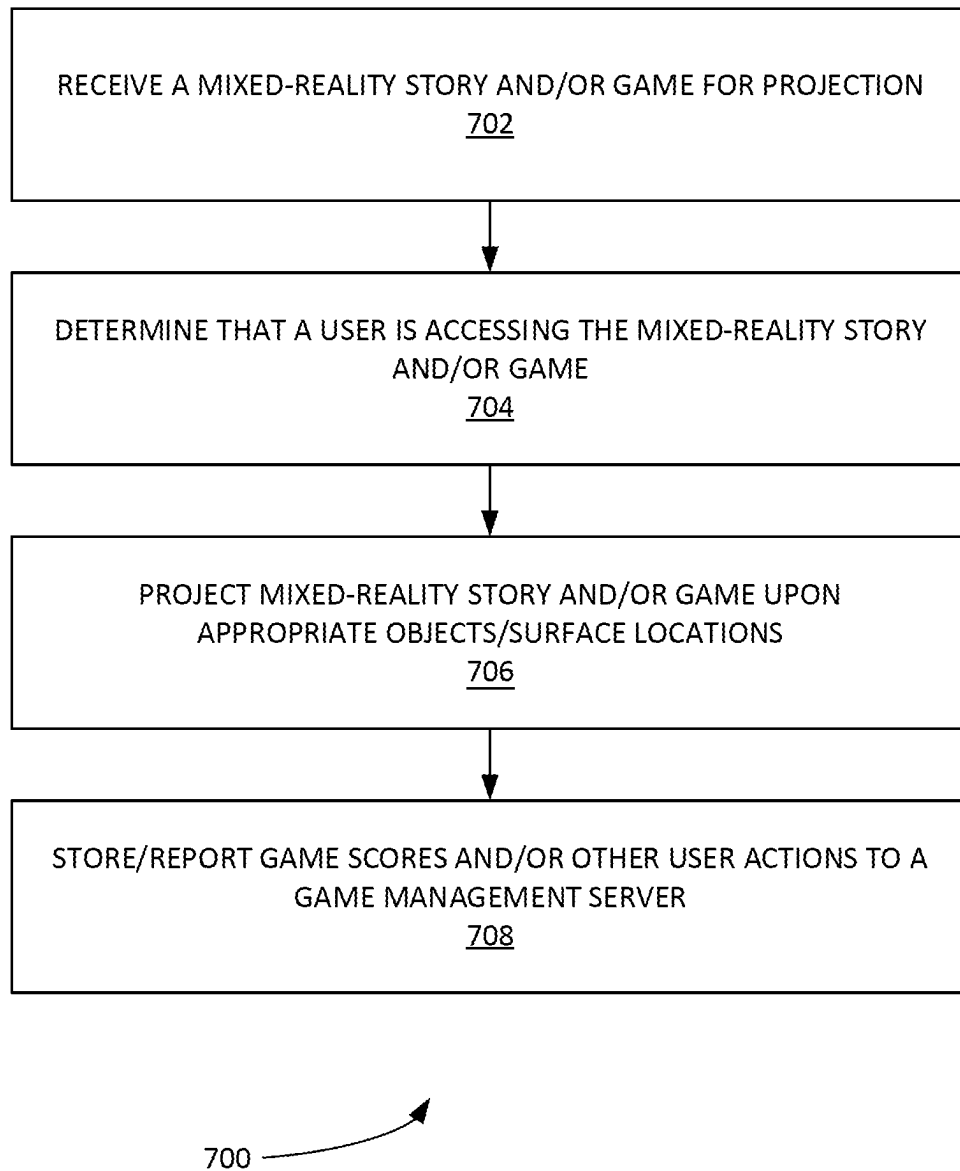 RECEIVE A MIXED-REALITY STORY AND/OR GAME FOR PROJECTION
702
DETERMINE THAT A USER IS ACCESSING THE MIXED-REALITY STORY
AND/OR GAME
704
PROJECT MIXED-REALITY STORY AND/OR GAME UPON
APPROPRIATE OBJECTS/SURFACE LOCATIONS
706
STORE/REPORT GAME SCORES AND/OR OTHER USER ACTIONS TO A
GAME MANAGEMENT SERVER
708
700